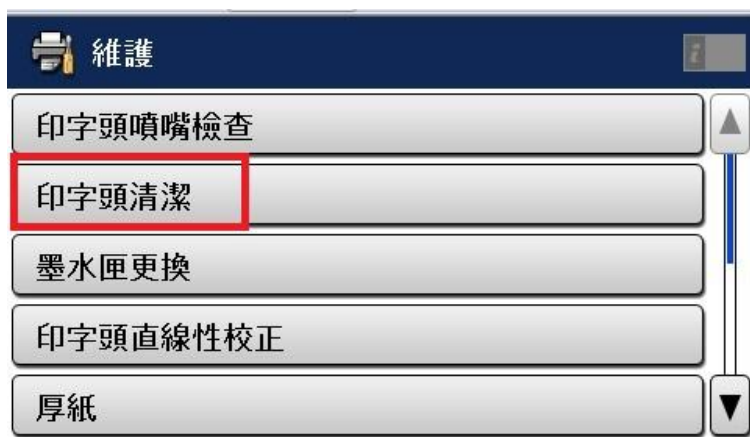 維護
印字頭噴嘴檢查
印字頭清潔
墨水匣更換
印字頭直線性校正
厚紙